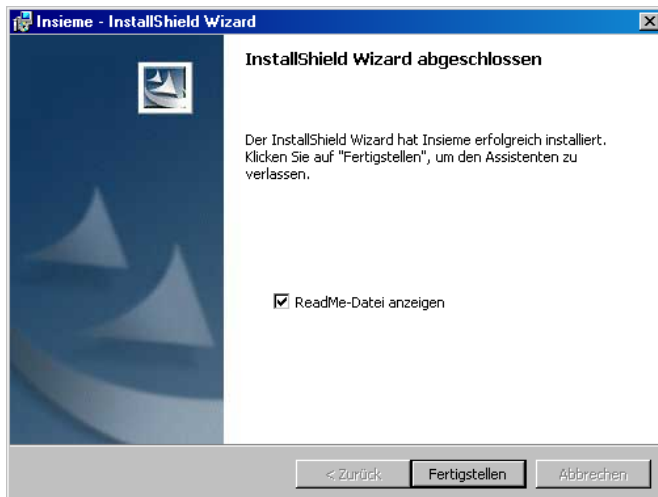 Insieme - InstallShield Wizard
InstallShield Wizard abgeschlossen
Der InstallShield Wizard hat Insieme erfolgreich installiert.
Klicken Sie auf "Fertigstellen", um den Assistenten zu
verlassen.
ReadMe-Datei anzeigen
< Zurück
Fertigstellen
Abbrechen